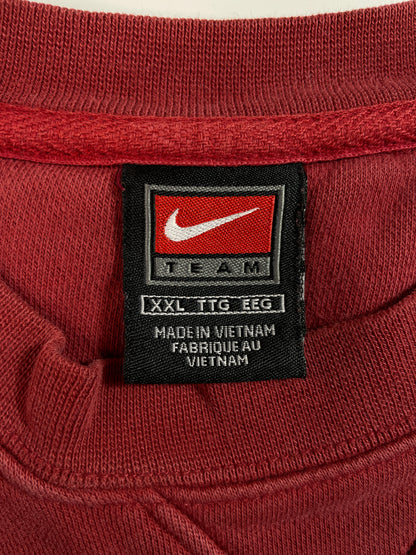 TEAM
XXL TTG EEG
MADE IN VIETNAM
FABRIQUE AU
VIETNAM